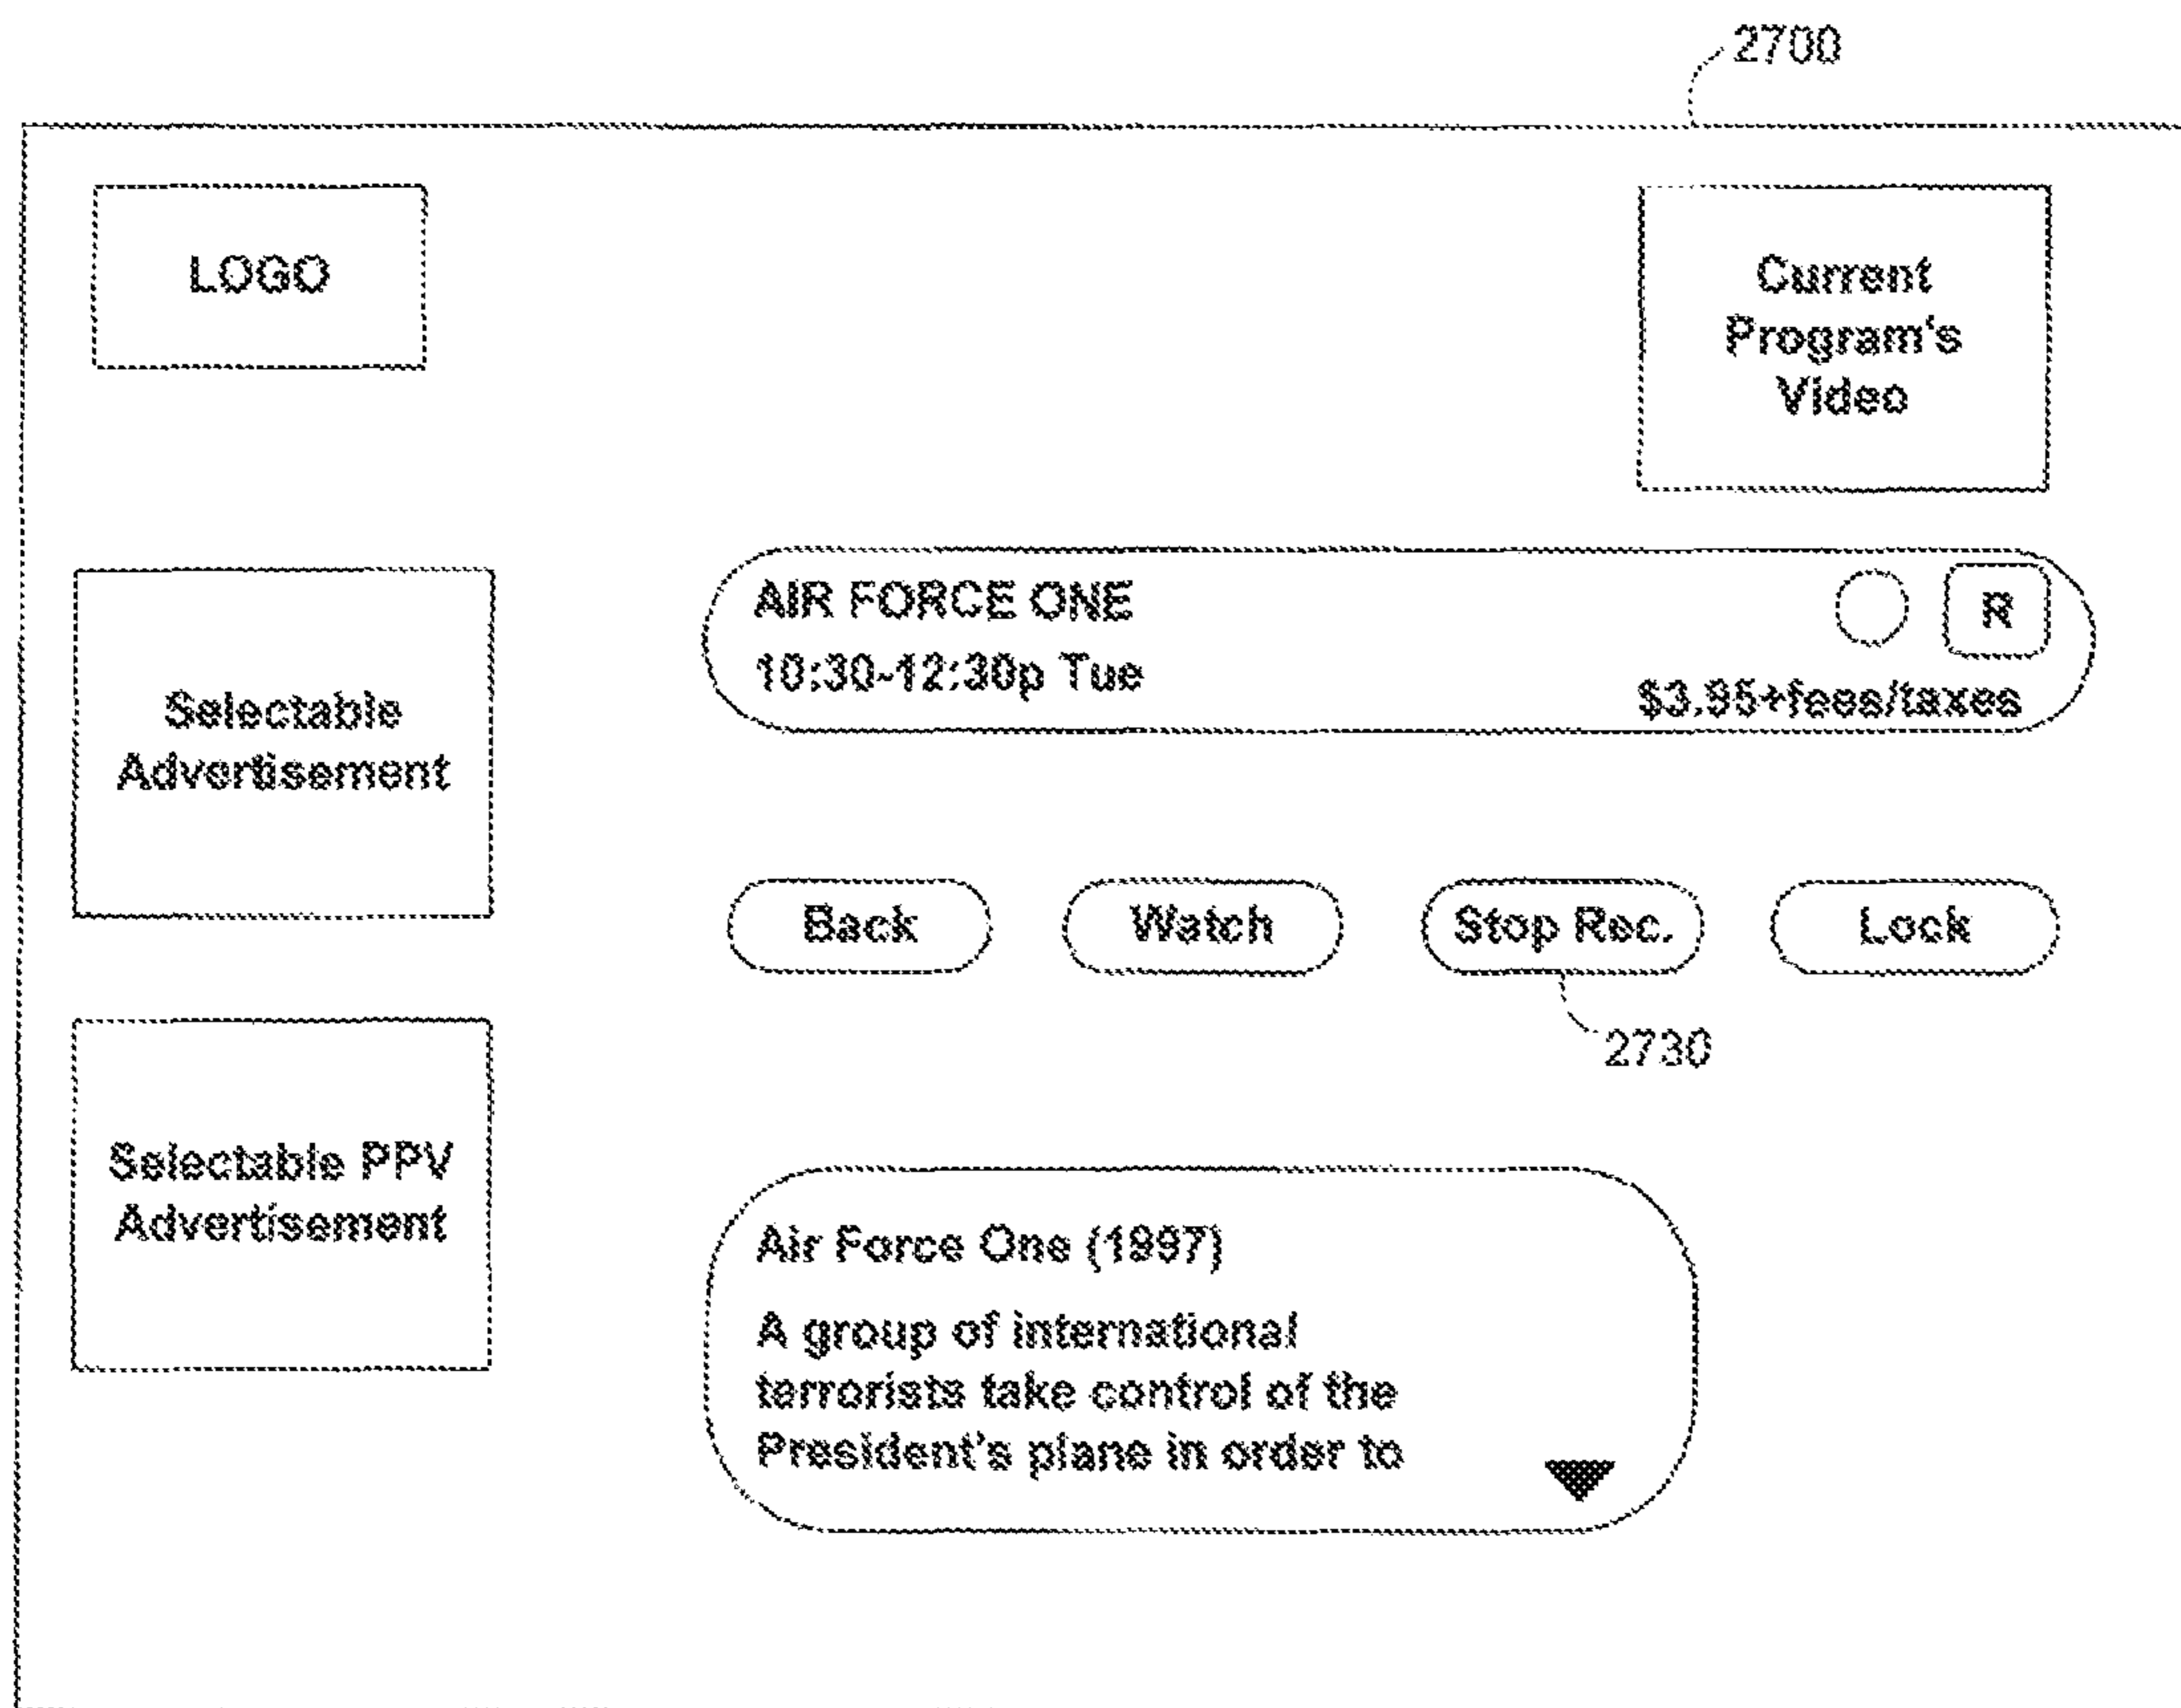 2700
LOGO
Current
Program's
Video
AIR FORCE ONE
R
10:30-12:30p Tue
$3.95+fees/taxes
Selectable
Advertisement
Back
Watch
Stop Rec.
Lock
2730
Selectable PPV
Advertisement
Air Force One (1997)
A group of international
terrorists take control of the
President's plane in order to